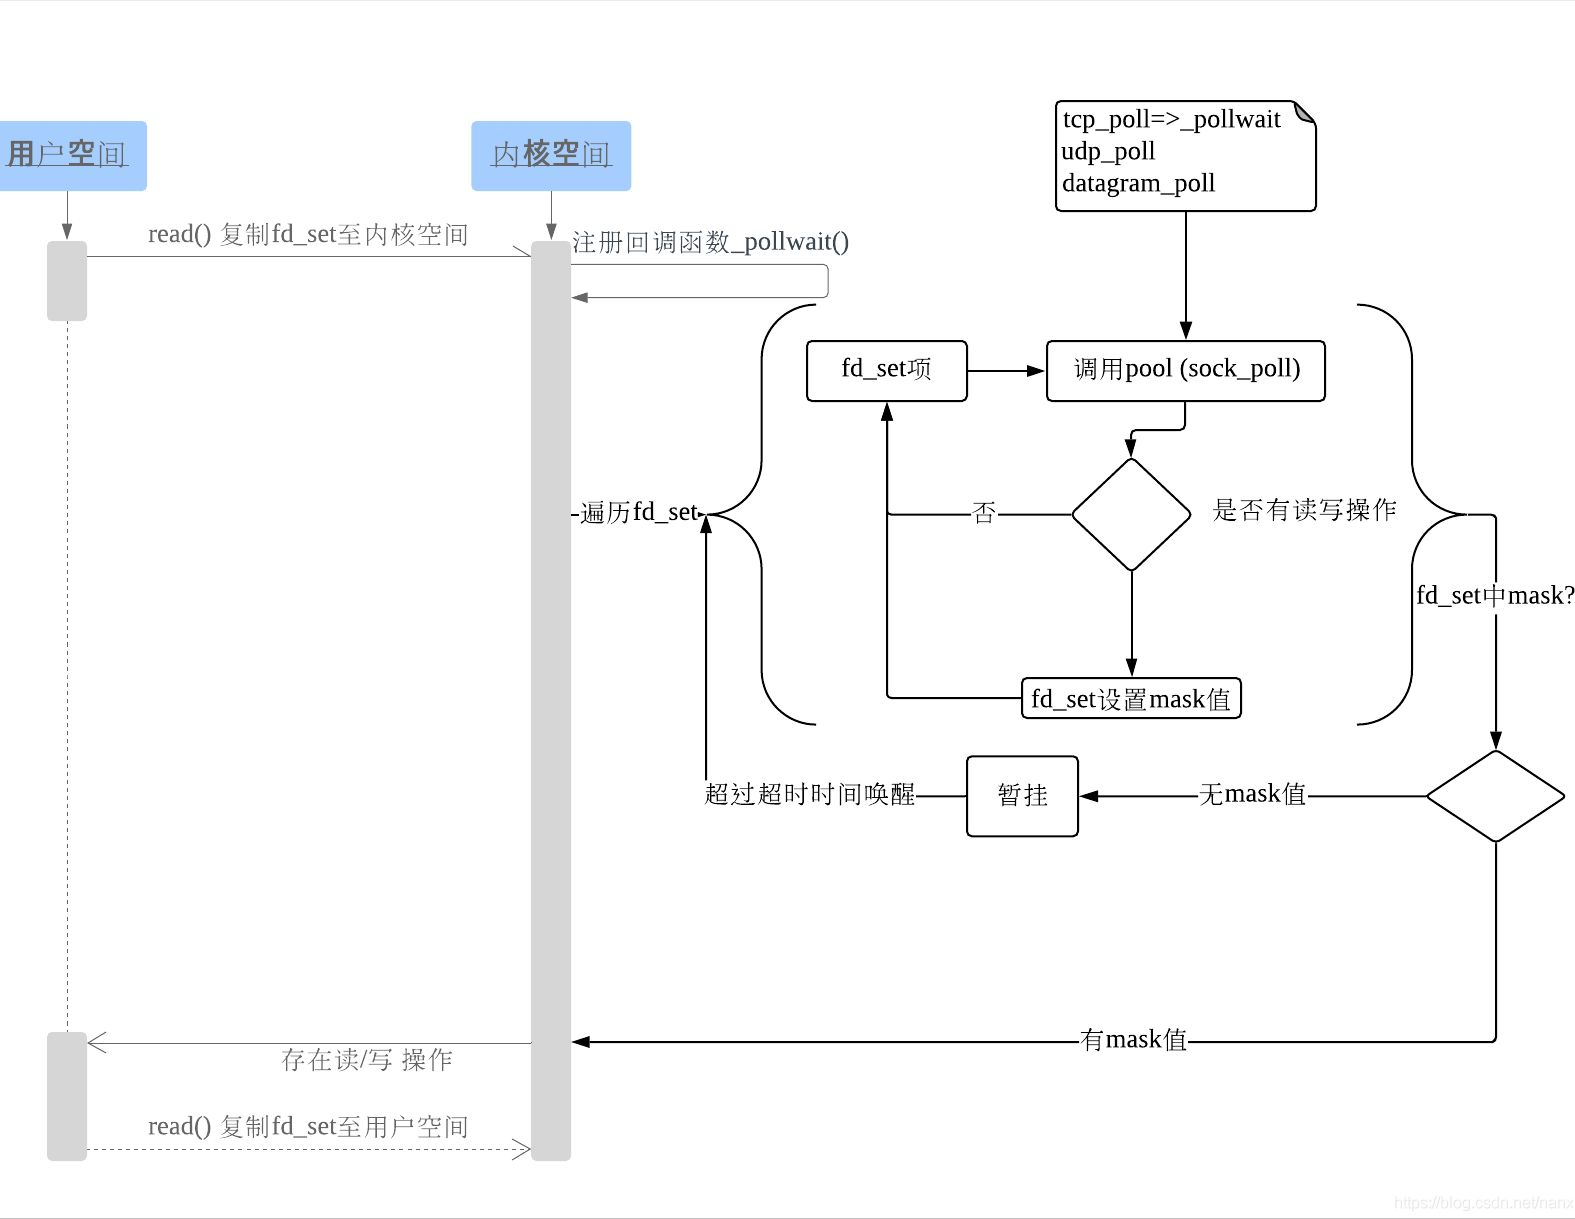 tcp_poll=>_pollwait
udp_poll
datagram_poll
用户空间
内核空间
read() 复制fd_set至内核空间
注册回调函数_pollwait()
fd_set项
调用pool (sock_poll)
遍历fd_set
否
是否有读写操作
fd_set中mask?
fd_set设置mask值
超过超时时间唤醒
暂挂
无mask值
有mask值
存在读/写 操作
read() 复制fd_set至用户空间
https://blog.csdn.net/nanx